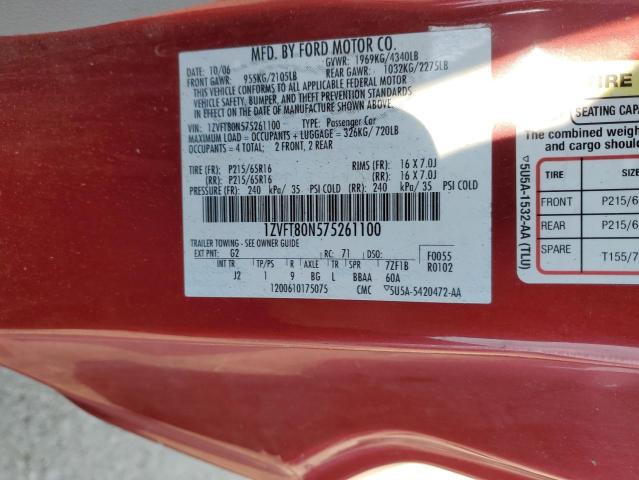 MFD. BY FORD MOTOR CO.
DATE: 10/06 GVWR: 1969KG/4340LB
FRONT GAWR: 955KG/2105LB REAR GAWR: 1032KG/2275LB
THIS VEHICLE CONFORMS TO ALL APPLICABLE FEDERAL MOTOR
VEHICLE SAFETY, BUMPER, AND THEFT PREVENTION STANDARDS
IN EFFECT ON THE DATE OF MANUFACTURE SHOWN ABOVE.
VIN: 1ZVFT80N575261100 TYPE: Passenger Car
MAXIMUM LOAD = OCCUPANTS + LUGGAGE = 326KG/ 720LB
OCCUPANTS = 4 TOTAL: 2 FRONT, 2 REAR
TIRE (FR): P215/65R16 RIMS (FR): 16 X 7.0J
(RR): P215/65R16 (RR): 16 X 7.0J
PRESSURE (FR): 240 kPa/ 35 PSI COLD (RR): 240 kPa/ 35 PSI COLD
1ZVFT80N575261100
TRAILER TOWING - SEE OWNER GUIDE
EXT PNT: G2 RC: 71 DSO: F0055
INT TR TP/PS R AXLE TR SPR 7ZF1B R0102
J2 1 9 BG L BBAA 60A
1200610175075 CMC ▽5U5A-5420472-AA
▽5U5A-1532-AA (TLU)
TIRE
SEATING CAPA
The combined weigh
and cargo shou
TIRE S
FRONT P215/6
REAR P215/6
SPARE T155/7